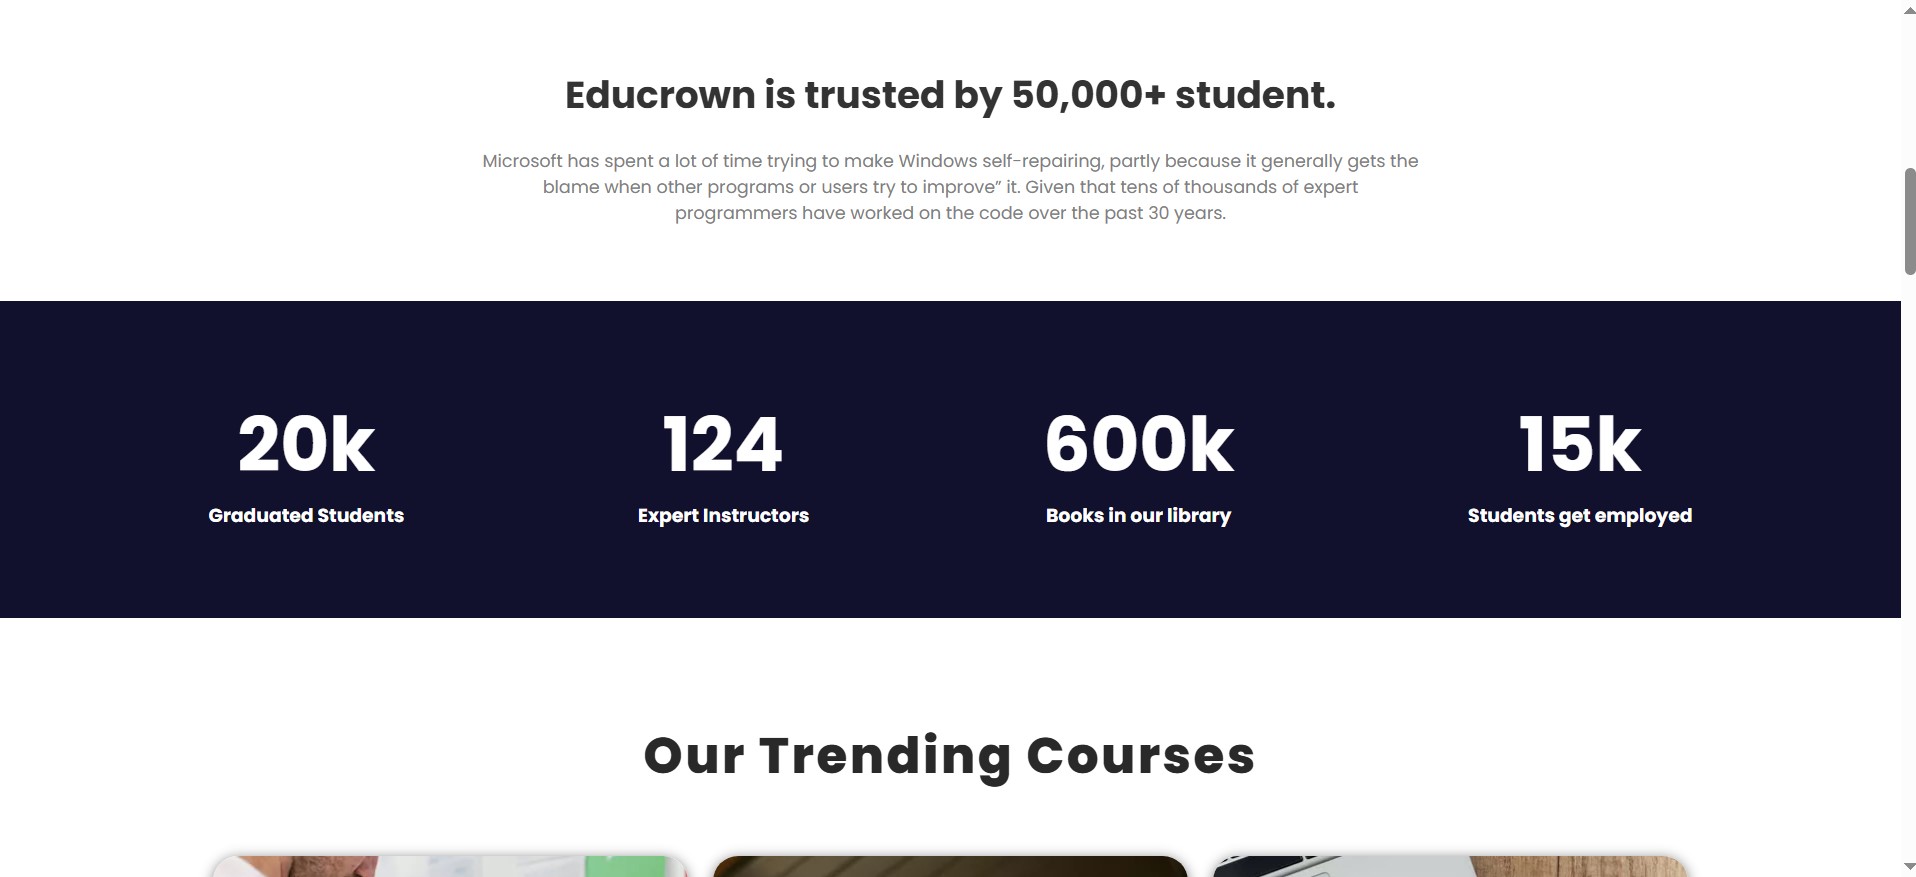 Educrown is trusted by 50,000+ student.
Microsoft has spent a lot of time trying to make Windows self-repairing, partly because it generally gets the
blame when other programs or users try to improve” it. Given that tens of thousands of expert
programmers have worked on the code over the past 30 years.
20k
124
600k
15k
Graduated Students
Expert Instructors
Books in our library
Students get employed
Our Trending Courses